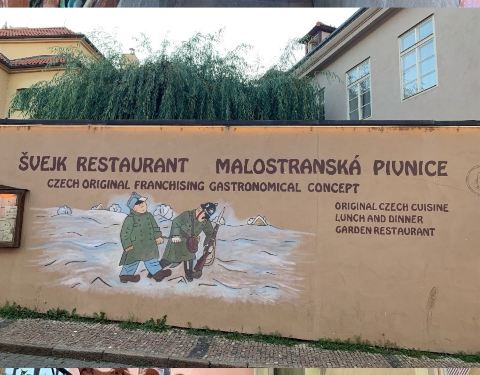 ŠVEJK RESTAURANT MALOSTRANSKÁ PIVNICE
CZECH ORIGINAL FRANCHISING GASTRONOMICAL CONCEPT
ORIGINAL CZECH CUISINE
LUNCH AND DINNER
GARDEN RESTAURANT